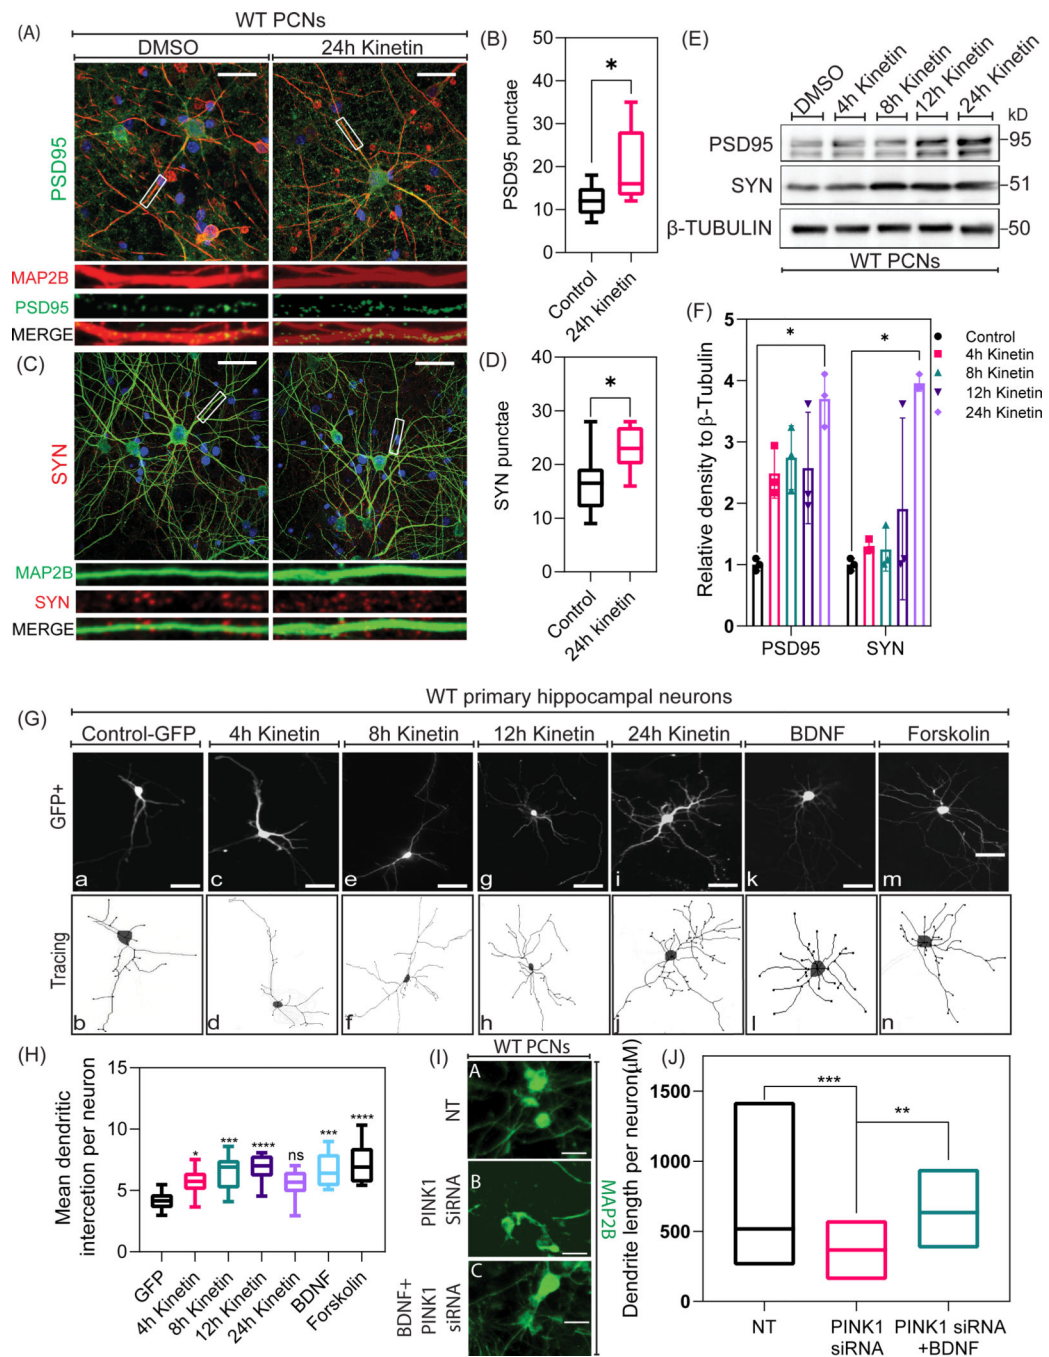 WT PCNs
(A)
DMSO
24h Kinetin
PSD95
MAP2B
PSD95
MERGE
(B)
PSD95 punctae
50
40
30
20
10
0
*
Control
24h kinetin
(C)
SYN
MAP2B
SYN
MERGE
(D)
SYN punctae
40
30
20
10
0
*
Control
24h kinetin
(E)
DMSO
4h Kinetin
8h Kinetin
12h Kinetin
24h Kinetin
kD
PSD95
95
SYN
51
β-TUBULIN
50
WT PCNs
(F)
Relative density to β-Tubulin
5
4
3
2
1
0
*
*
Control
4h Kinetin
8h Kinetin
12h Kinetin
24h Kinetin
PSD95
SYN
WT primary hippocampal neurons
(G)
Control-GFP
4h Kinetin
8h Kinetin
12h Kinetin
24h Kinetin
BDNF
Forskolin
GFP+
a
c
e
g
i
k
m
Tracing
b
d
f
h
j
l
n
(H)
Mean dendritic
intercetion per neuron
15
10
5
0
*
***
****
ns
***
****
GFP
4h Kinetin
8h Kinetin
12h Kinetin
24h Kinetin
BDNF
Forskolin
(I)
WT PCNs
A
NT
B
PINK1
SiRNA
C
BDNF+
PINK1
siRNA
MAP2B
(J)
Dendrite length per neuron(μM)
1500
1000
500
0
***
**
NT
PINK1
siRNA
PINK1 siRNA
+BDNF